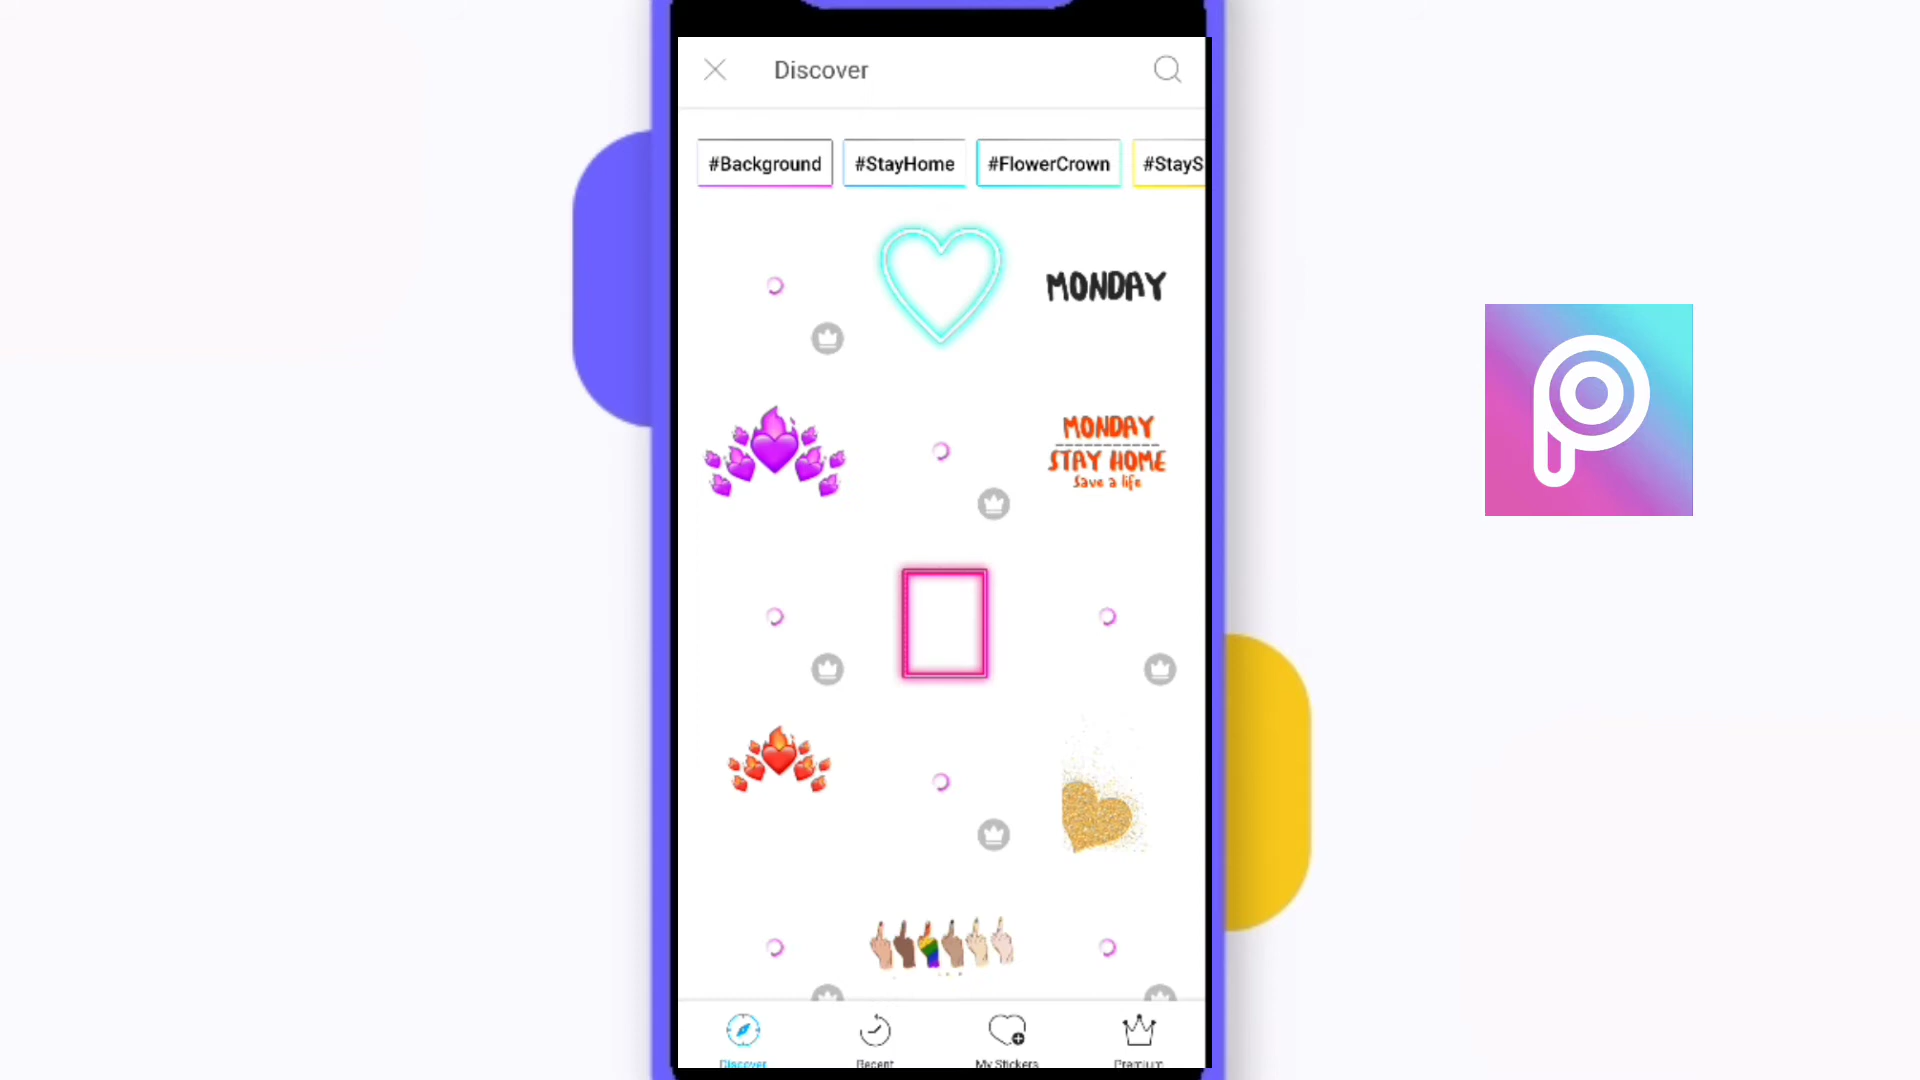 Discover
#Background #StayHome #FlowerCrown #StayS
MONDAY
MONDAY
STAY HOME
Save a life
Discover Recent My Stickers Premium